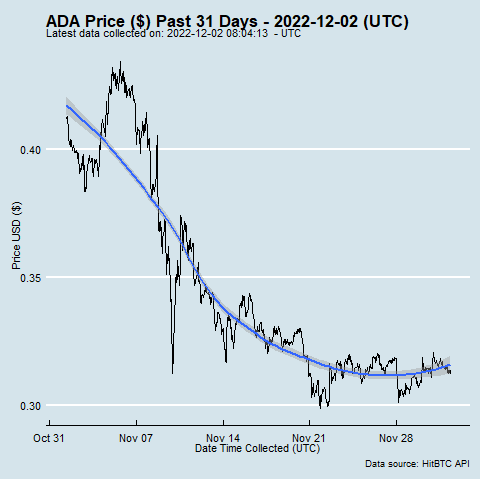 ADA Price ($) Past 31 Days - 2022-12-02 (UTC)
Latest data collected on: 2022-12-02 08:04:13  - UTC
0.40
0.35
0.30
Price USD ($)
Oct 31 Nov 07 Nov 14 Nov 21 Nov 28
Date Time Collected (UTC)
Data source: HitBTC API